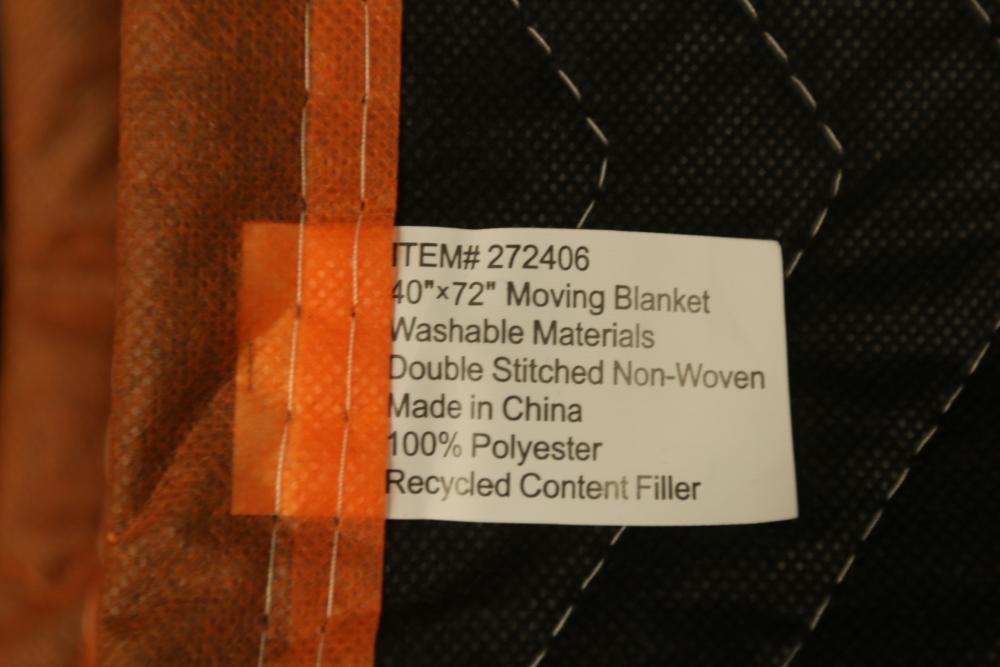 ITEM# 272406
40"×72" Moving Blanket
Washable Materials
Double Stitched Non-Woven
Made in China
100% Polyester
Recycled Content Filler